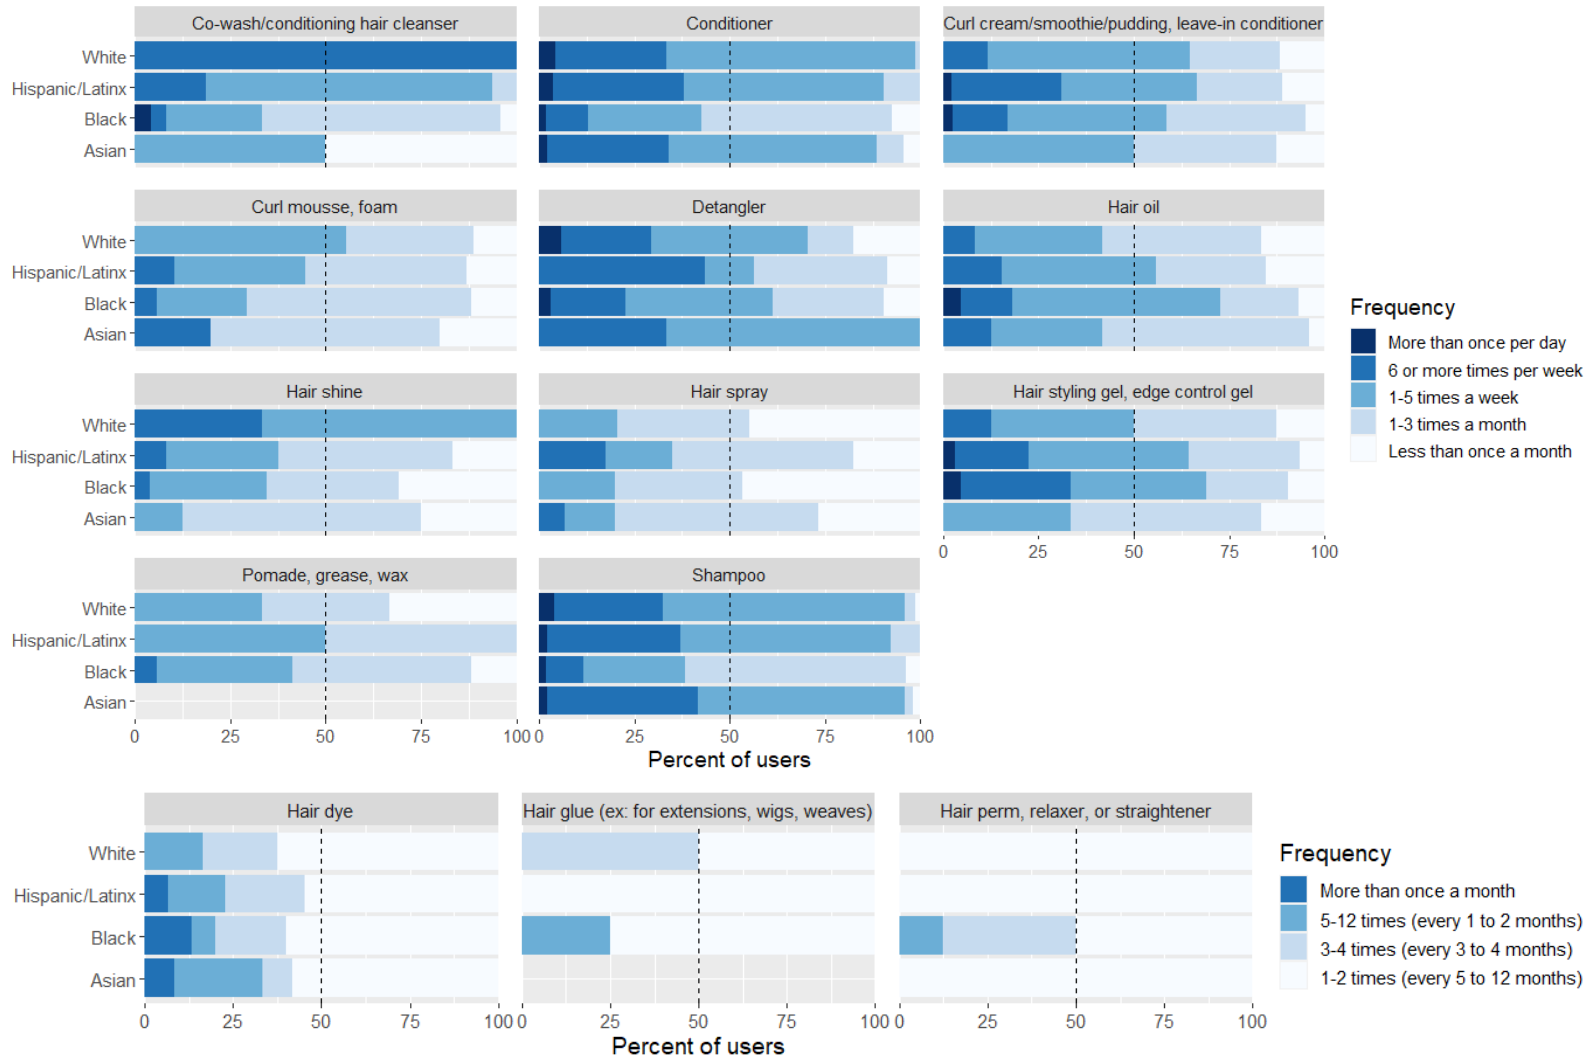 Co-wash/conditioning hair cleanser
Conditioner
Curl cream/smoothie/pudding, leave-in conditioner
White
Hispanic/Latinx
Black
Asian
Curl mousse, foam
Detangler
Hair oil
White
Hispanic/Latinx
Black
Asian
Frequency
More than once per day
6 or more times per week
1-5 times a week
1-3 times a month
Less than once a month
Hair shine
Hair spray
Hair styling gel, edge control gel
White
Hispanic/Latinx
Black
Asian
0 25 50 75 100
Pomade, grease, wax
Shampoo
White
Hispanic/Latinx
Black
Asian
0 25 50 75 100 0 25 50 75 100
Percent of users
Hair dye
Hair glue (ex: for extensions, wigs, weaves)
Hair perm, relaxer, or straightener
White
Hispanic/Latinx
Black
Asian
Frequency
More than once a month
5-12 times (every 1 to 2 months)
3-4 times (every 3 to 4 months)
1-2 times (every 5 to 12 months)
0 25 50 75 100 0 25 50 75 100 0 25 50 75 100
Percent of users